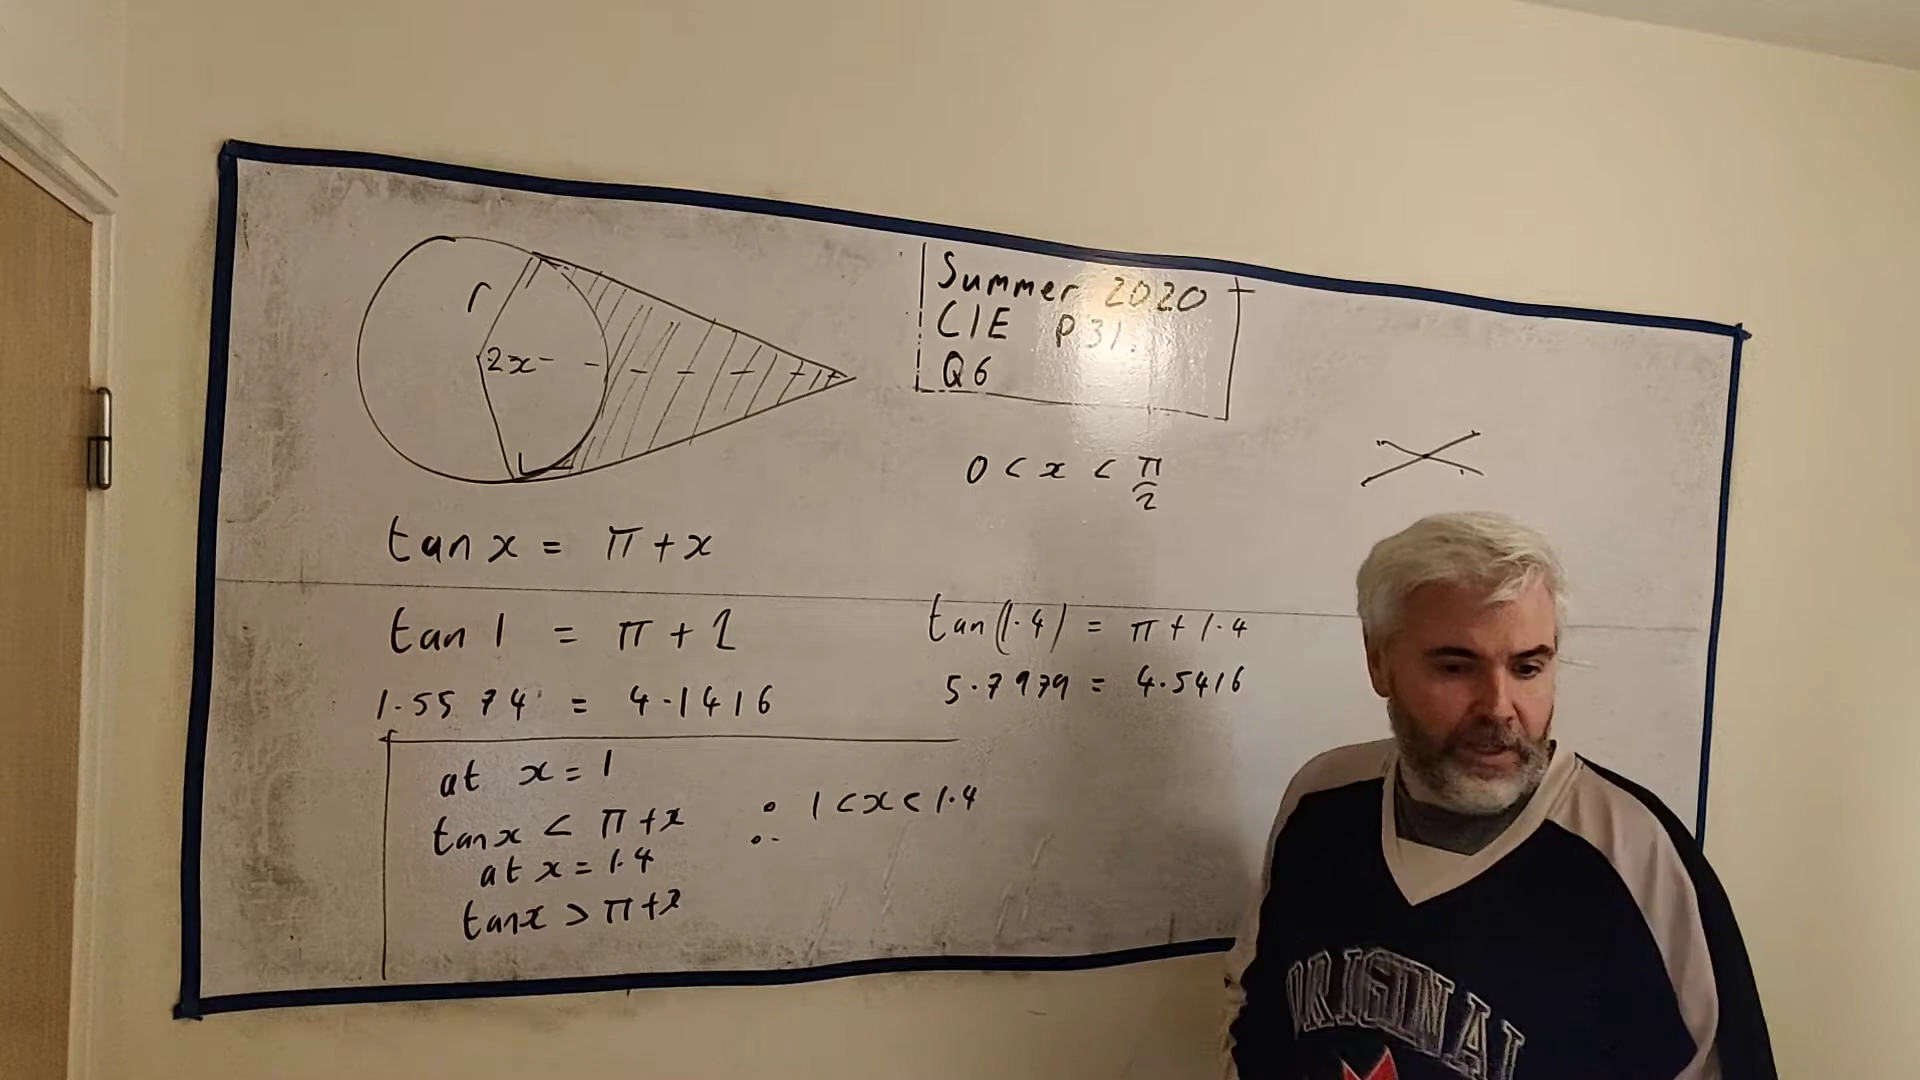 r
2x
Summer 2020
CIE P31.
Q6
0 < x < π/2
tan x = π + x
tan 1 = π + 1
1.5574 = 4.1416
tan(1.4) = π + 1.4
5.7979 = 4.5416
at x = 1
tan x < π + x
at x = 1.4
tan x > π + x
∴ 1 < x < 1.4
ORIGINAL